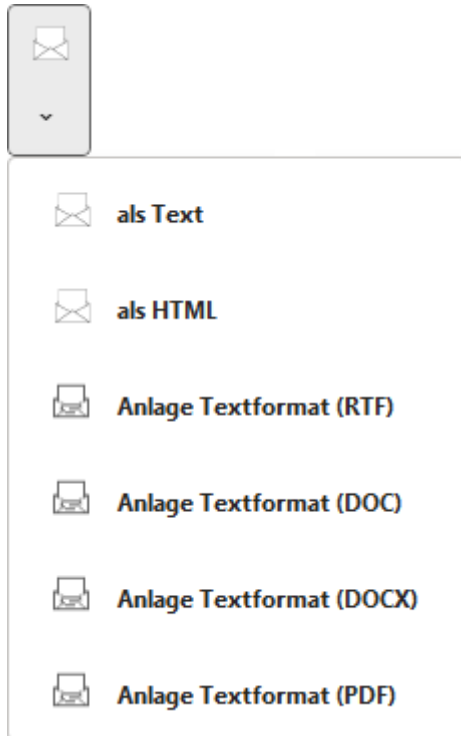 als Text
als HTML
Anlage Textformat (RTF)
Anlage Textformat (DOC)
Anlage Textformat (DOCX)
Anlage Textformat (PDF)